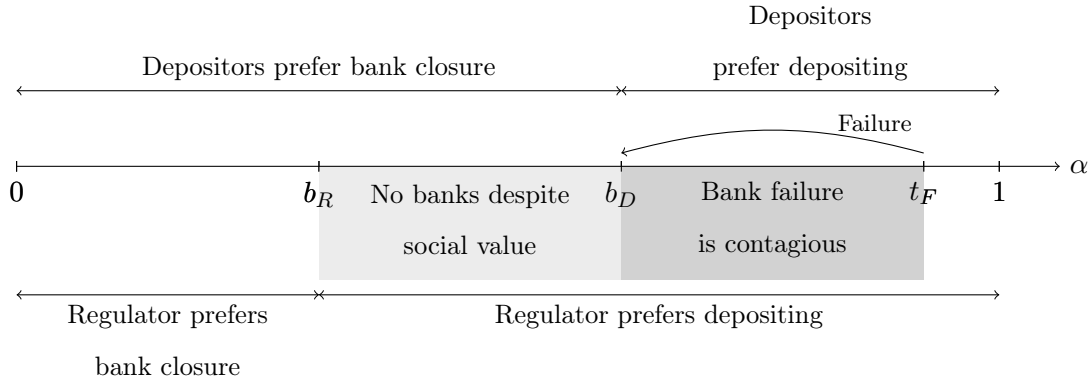 Depositors
Depositors prefer bank closure
prefer depositing
Failure
α
0
b_R
b_D
t_F
1
No banks despite
social value
Bank failure
is contagious
Regulator prefers
bank closure
Regulator prefers depositing